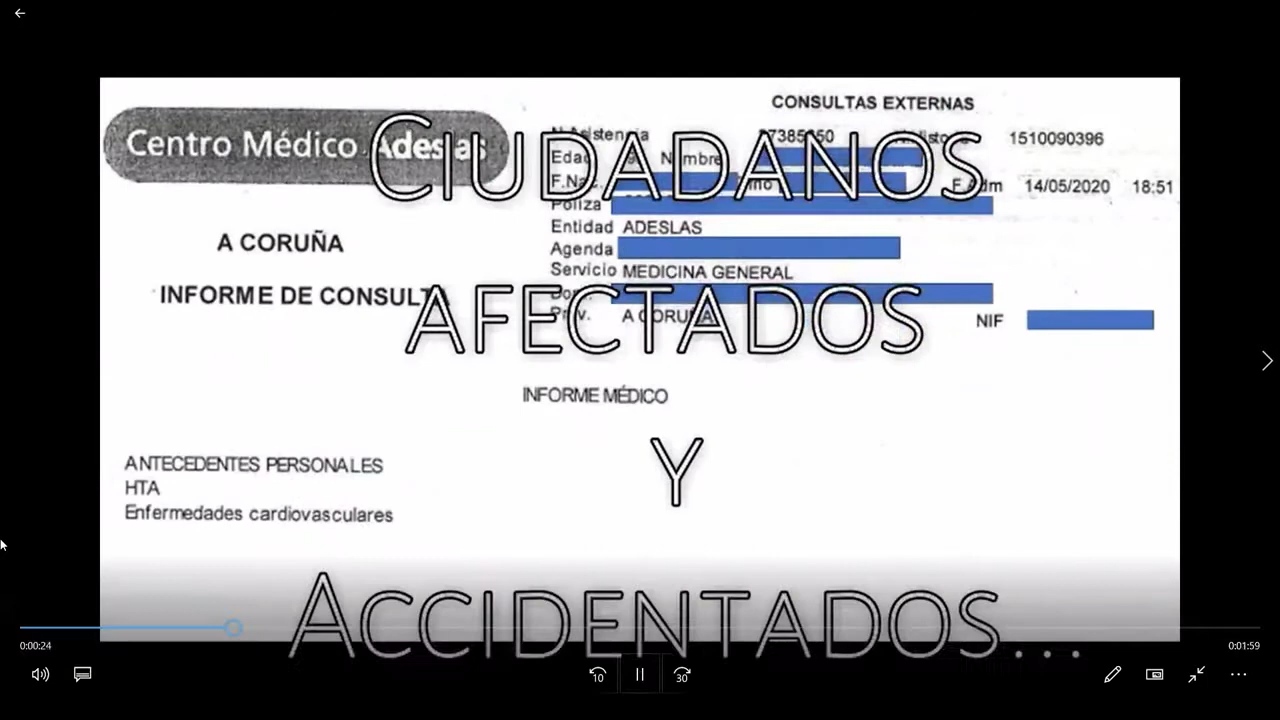 CONSULTAS EXTERNAS
Centro Médico Adeslas
CIUDADANOS
1510090396
Edad Nombre
F.Nac.
F.Adm 14/05/2020 18:51
Poliza
Entidad ADESLAS
A CORUÑA
Agenda
Servicio MEDICINA GENERAL
INFORME DE CONSULTA
AFECTADOS
Prov. A CORUÑA
NIF
INFORME MÉDICO
Y
ANTECEDENTES PERSONALES
HTA
Enfermedades cardiovasculares
ACCIDENTADOS...
0:00:24
0:01:59
10
30